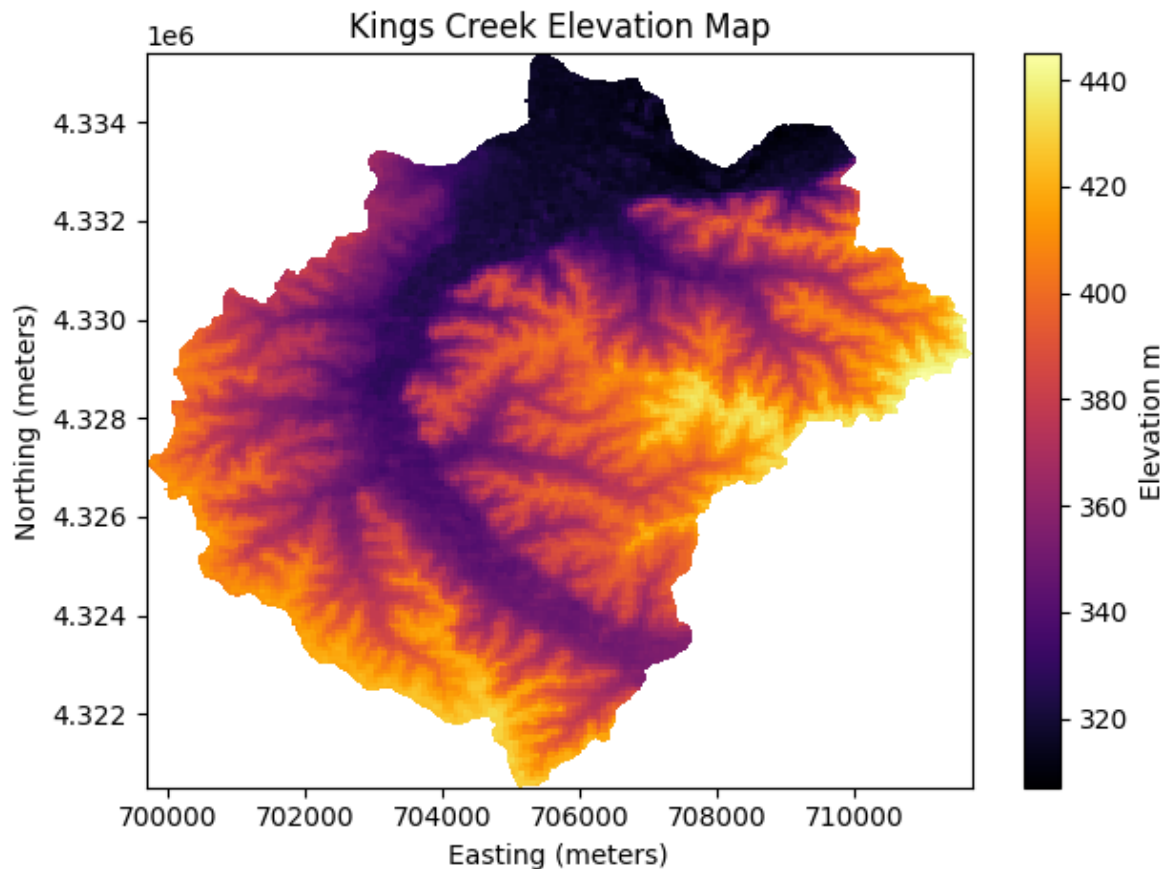 Kings Creek Elevation Map
1e6
4.334
4.332
4.330
4.328
4.326
4.324
4.322
Northing (meters)
700000 702000 704000 706000 708000 710000
Easting (meters)
440
420
400
380
360
340
320
Elevation m